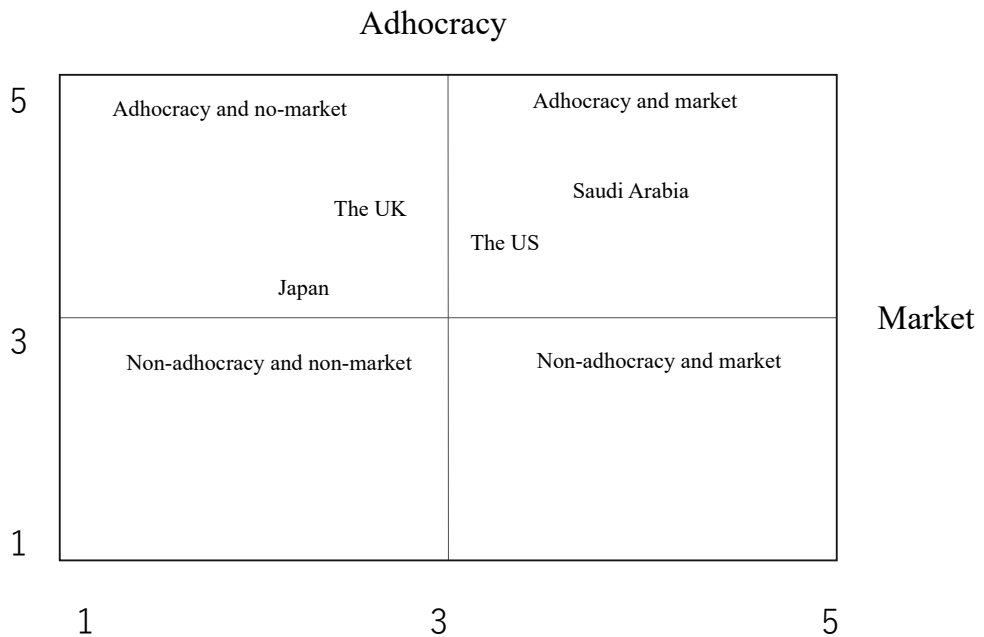 Adhocracy
5
Adhocracy and no-market
Adhocracy and market
Saudi Arabia
The UK
The US
Japan
Market
3
Non-adhocracy and non-market
Non-adhocracy and market
1
1
3
5